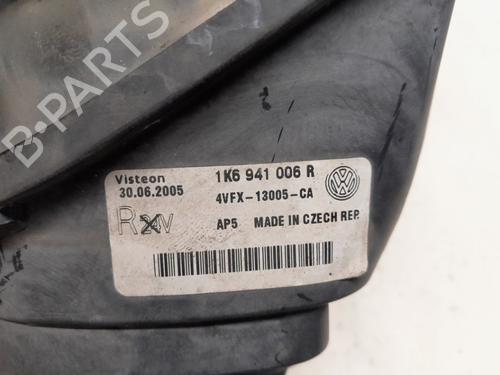 B-PARTS
Visteon 1K6 941 006 R
30.06.2005 4VFX-13005-CA
R 24V AP5 MADE IN CZECH REP.